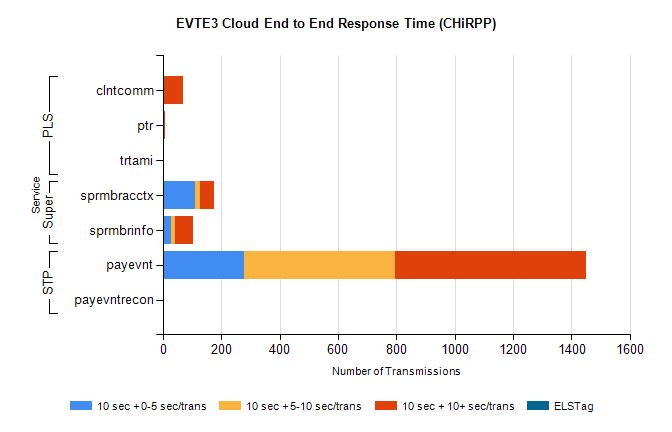 EVTE3 Cloud End to End Response Time (CHiRPP)
Service
PLS
clntcomm
ptr
trtami
Super
sprmbracctx
sprmbrinfo
STP
payevnt
payevntrecon
0 200 400 600 800 1000 1200 1400 1600
Number of Transmissions
10 sec +0-5 sec/trans 10 sec +5-10 sec/trans 10 sec + 10+ sec/trans ELSTag